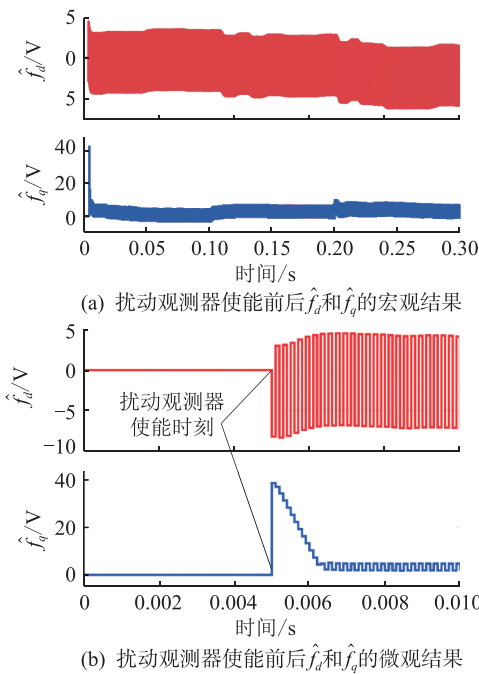 5
0
5
f̂d/V
40
20
0
f̂q/V
0 0.05 0.10 0.15 0.20 0.25 0.30
时间/s
(a) 扰动观测器使能前后f̂d和f̂q的宏观结果
5
0
−5
−10
f̂d/V
扰动观测器
使能时刻
40
20
0
f̂q/V
0 0.002 0.004 0.006 0.008 0.010
时间/s
(b) 扰动观测器使能前后f̂d和f̂q的微观结果